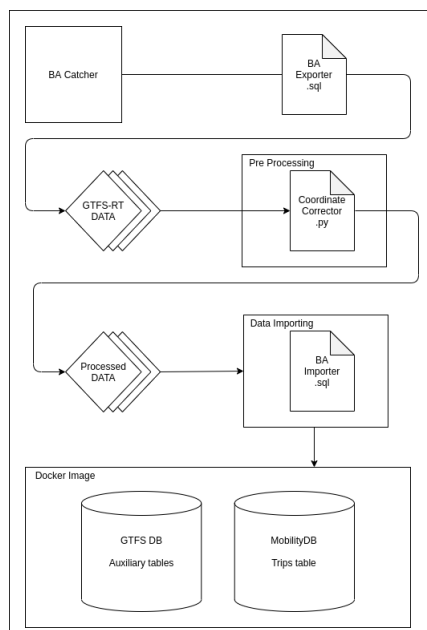 BA Catcher
BA
Exporter
.sql
GTFS-RT
DATA
Pre Processing
Coordinate
Corrector
.py
Processed
DATA
Data Importing
BA
Importer
.sql
Docker Image
GTFS DB
Auxiliary tables
MobilityDB
Trips table